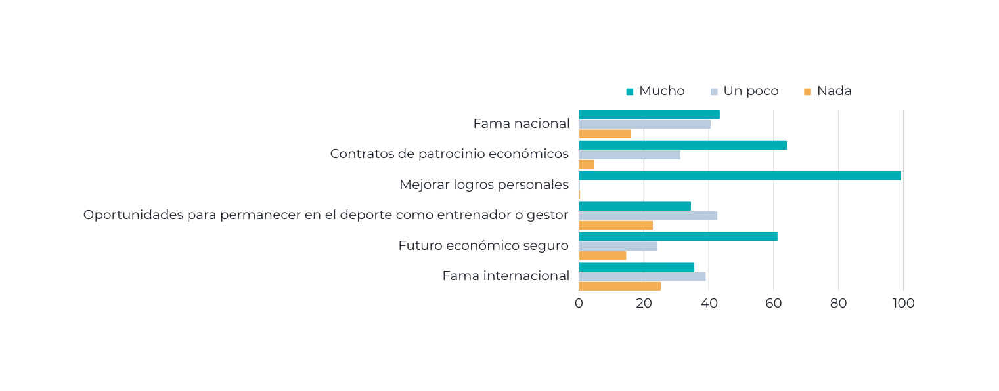 Mucho Un poco Nada
Fama nacional
Contratos de patrocinio económicos
Mejorar logros personales
Oportunidades para permanecer en el deporte como entrenador o gestor
Futuro económico seguro
Fama internacional
0 20 40 60 80 100